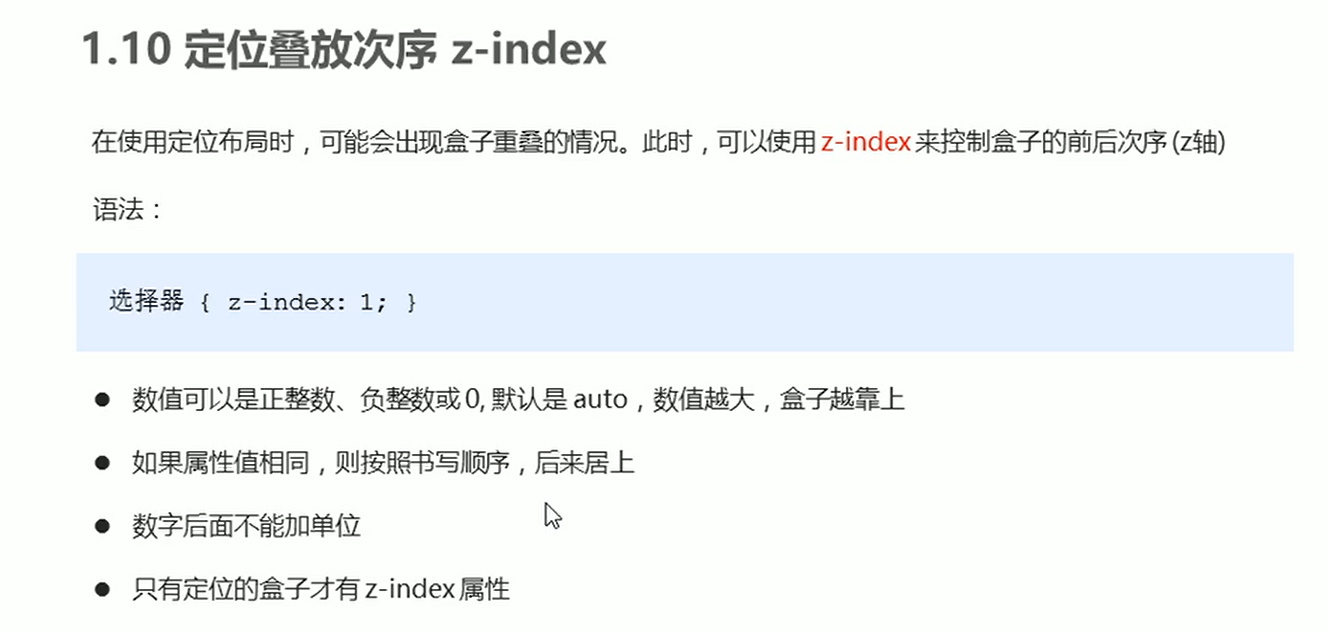 1.10 定位叠放次序 z-index
在使用定位布局时，可能会出现盒子重叠的情况。此时，可以使用 z-index 来控制盒子的前后次序 (z轴)
语法：
选择器 { z-index: 1; }
● 数值可以是正整数、负整数或 0, 默认是 auto，数值越大，盒子越靠上
● 如果属性值相同，则按照书写顺序，后来居上
● 数字后面不能加单位
● 只有定位的盒子才有 z-index 属性